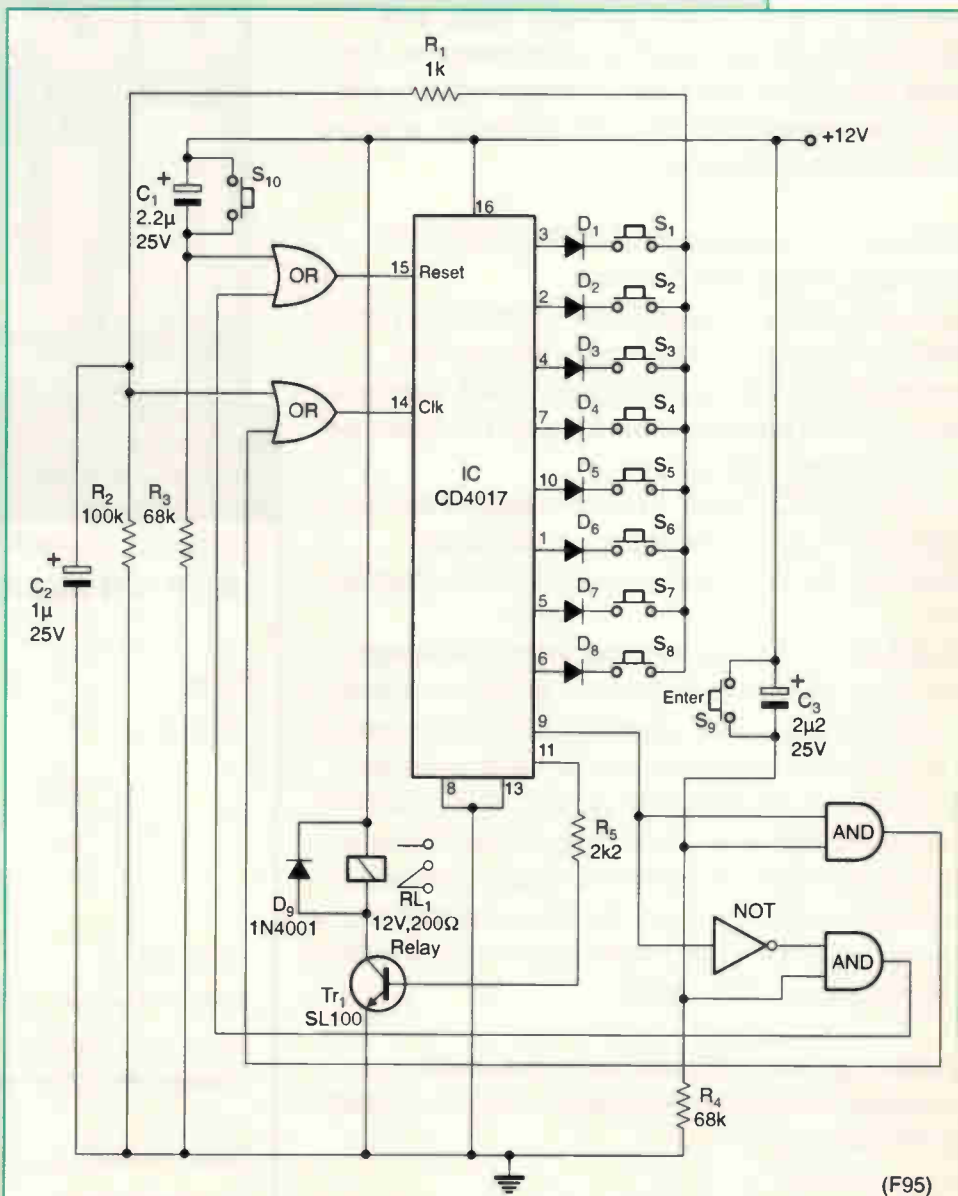 R₁
1k
+12V
C₁
2.2μ
25V
S₁₀
16
OR
15
Reset
OR
14
Clk
IC
CD4017
3
D₁
S₁
2
D₂
S₂
4
D₃
S₃
7
D₄
S₄
10
D₅
S₅
1
D₆
S₆
5
D₇
S₇
6
D₈
S₈
9
11
8
13
R₂
100k
R₃
68k
C₂
1μ
25V
Enter
S₉
C₃
2μ2
25V
R₅
2k2
AND
NOT
AND
D₉
1N4001
RL₁
12V,200Ω
Relay
Tr₁
SL100
R₄
68k
(F95)